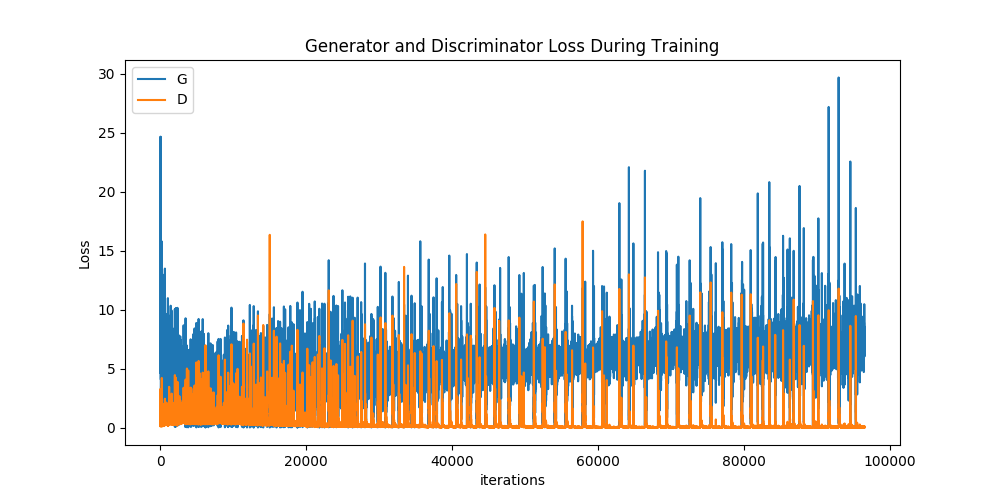 Generator and Discriminator Loss During Training
G
D
30
25
20
15
10
5
0
Loss
0 20000 40000 60000 80000 100000
iterations